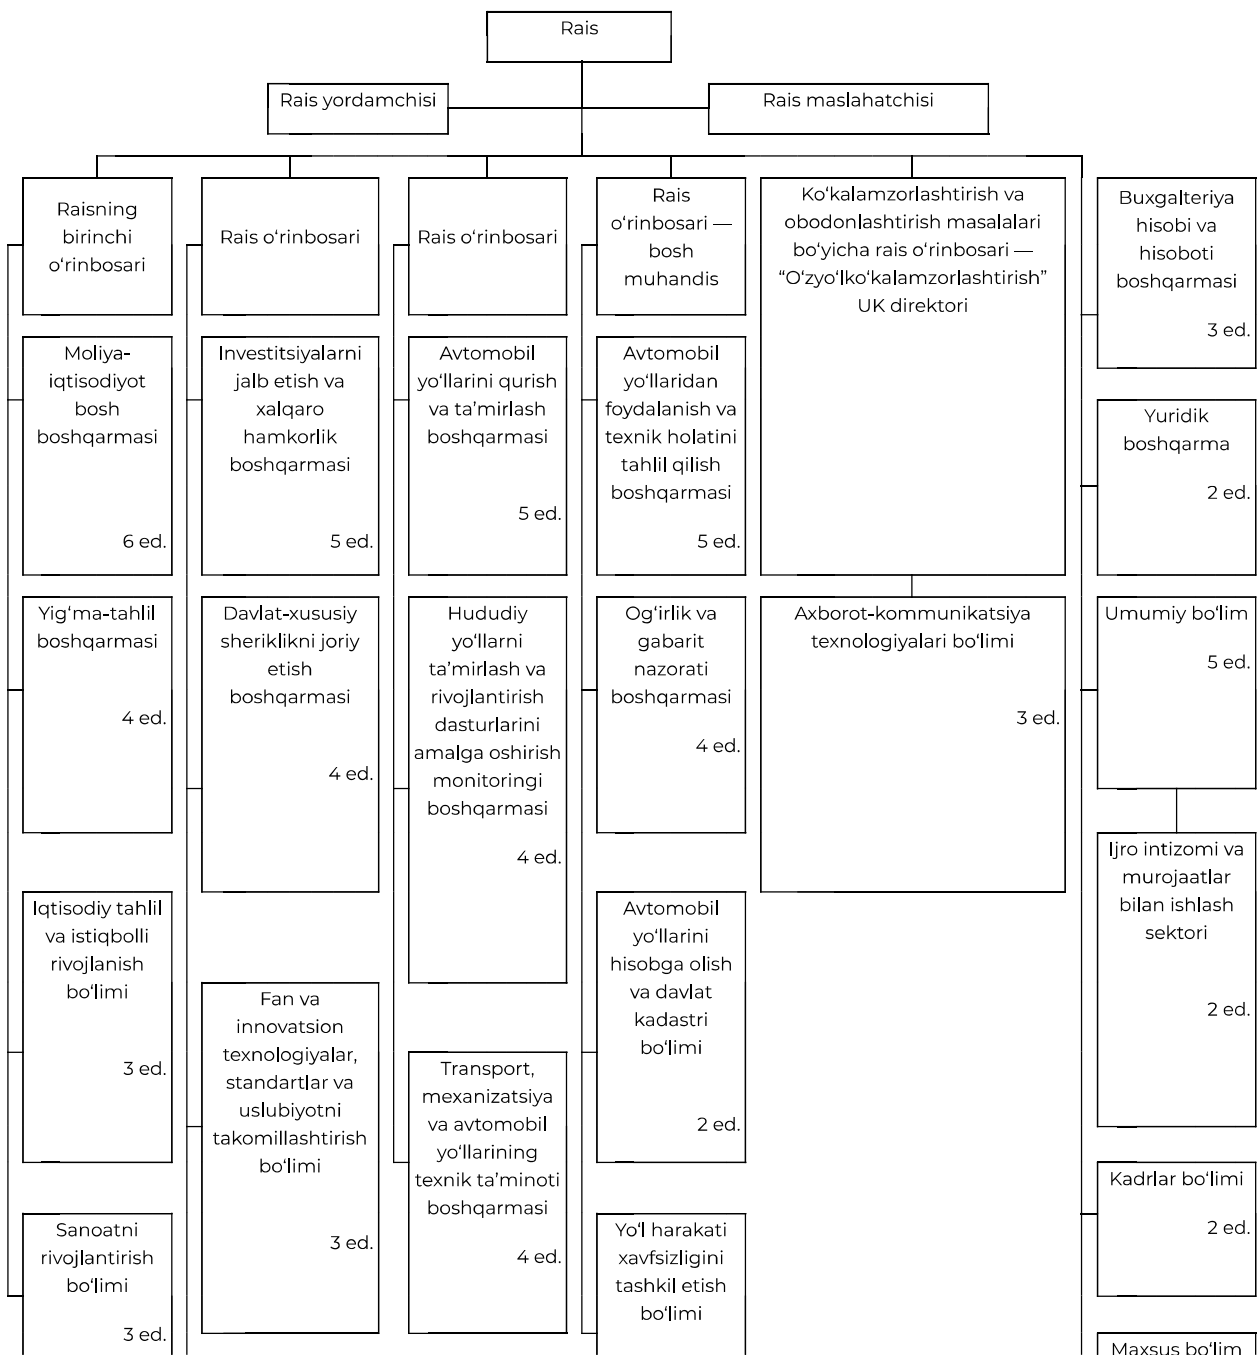 Rais
Rais yordamchisi
Rais maslahatchisi
Raisning
birinchi
o‘rinbosari
Rais o‘rinbosari
Rais o‘rinbosari
Rais
o‘rinbosari —
bosh
muhandis
Ko‘kalamzorlashtirish va
obodonlashtirish masalalari
bo‘yicha rais o‘rinbosari —
“O‘zyo‘lko‘kalamzorlashtirish”
UK direktori
Buxgalteriya
hisobi va
hisoboti
boshqarmasi
3 ed.
Moliya-
iqtisodiyot
bosh
boshqarmasi
6 ed.
Investitsiyalarni
jalb etish va
xalqaro
hamkorlik
boshqarmasi
5 ed.
Avtomobil
yo‘llarini qurish
va ta’mirlash
boshqarmasi
5 ed.
Avtomobil
yo‘llaridan
foydalanish va
texnik holatini
tahlil qilish
boshqarmasi
5 ed.
Yuridik
boshqarma
2 ed.
Yig‘ma-tahlil
boshqarmasi
4 ed.
Davlat-xususiy
sheriklikni joriy
etish
boshqarmasi
4 ed.
Hududiy
yo‘llarni
ta’mirlash va
rivojlantirish
dasturlarini
amalga oshirish
monitoringi
boshqarmasi
4 ed.
Og‘irlik va
gabarit
nazorati
boshqarmasi
4 ed.
Axborot-kommunikatsiya
texnologiyalari bo‘limi
3 ed.
Umumiy bo‘lim
5 ed.
Ijro intizomi va
murojaatlar
bilan ishlash
sektori
2 ed.
Iqtisodiy tahlil
va istiqbolli
rivojlanish
bo‘limi
3 ed.
Fan va
innovatsion
texnologiyalar,
standartlar va
uslubiyotni
takomillashtirish
bo‘limi
3 ed.
Transport,
mexanizatsiya
va avtomobil
yo‘llarining
texnik ta’minoti
boshqarmasi
4 ed.
Avtomobil
yo‘llarini
hisobga olish
va davlat
kadastri
bo‘limi
2 ed.
Kadrlar bo‘limi
2 ed.
Sanoatni
rivojlantirish
bo‘limi
3 ed.
Yo‘l harakati
xavfsizligini
tashkil etish
bo‘limi
Maxsus bo‘lim